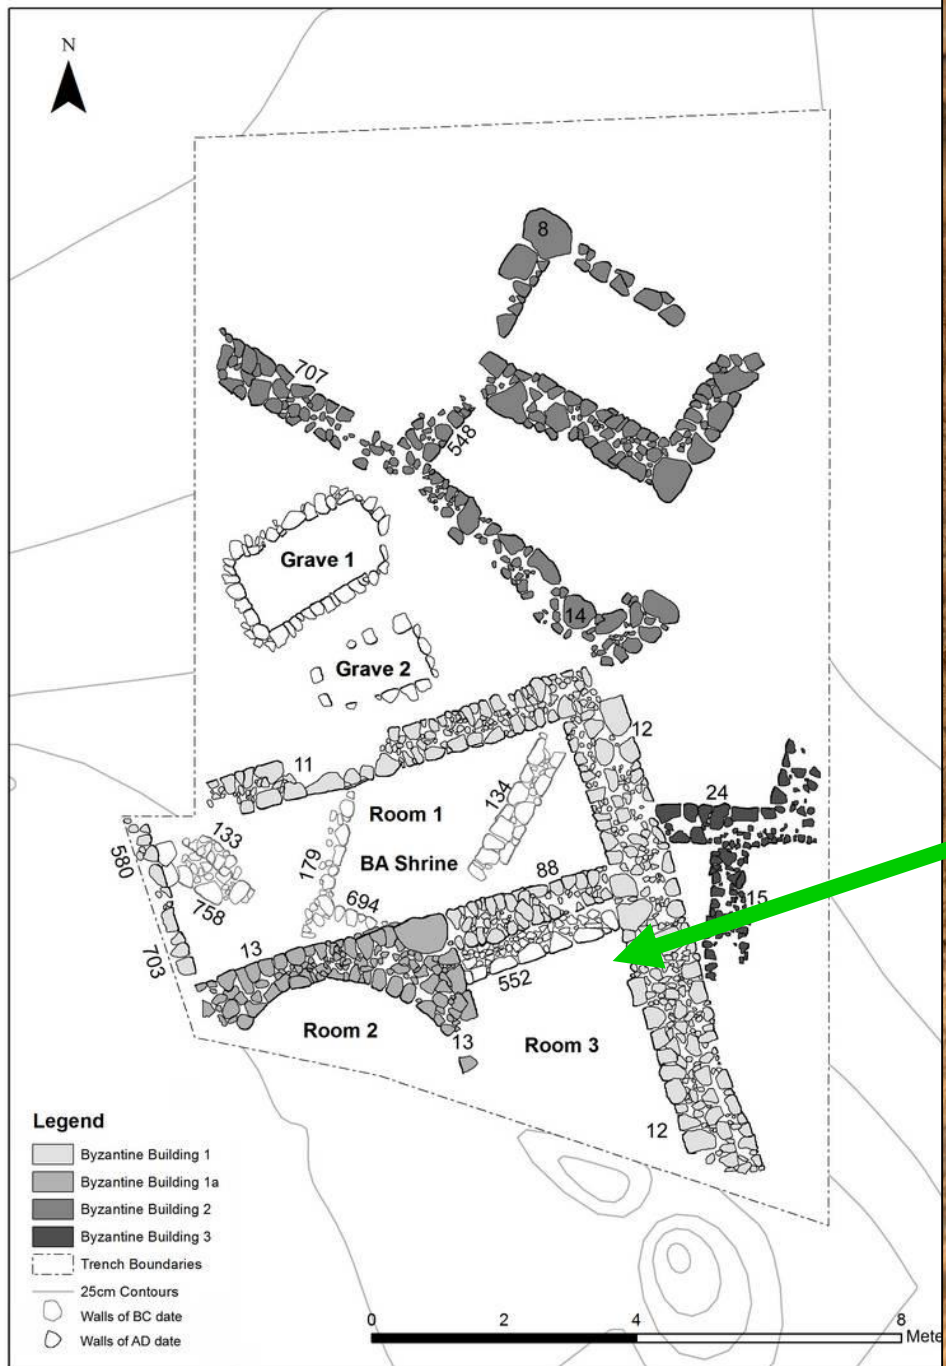 N
8
707
548
Grave 1
14
Grave 2
12
11
134
24
Room 1
133
179
BA Shrine
88
580
15
758
694
703
13
552
Room 2
13
Room 3
12
Legend
Byzantine Building 1
Byzantine Building 1a
Byzantine Building 2
Byzantine Building 3
Trench Boundaries
25cm Contours
Walls of BC date
Walls of AD date
0 2 4 8
Mete